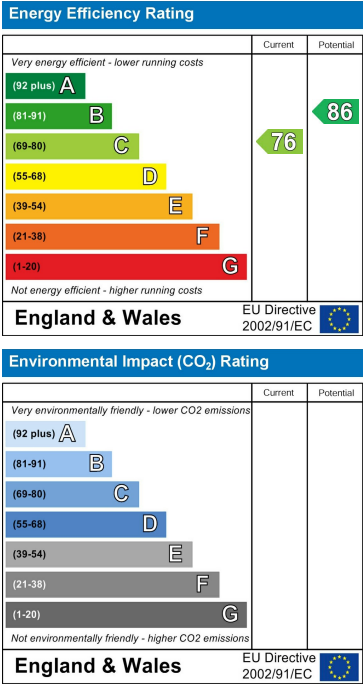 Energy Efficiency Rating
Current Potential
Very energy efficient - lower running costs
(92 plus) A
(81-91) B
(69-80) C
(55-68) D
(39-54) E
(21-38) F
(1-20) G
76
86
Not energy efficient - higher running costs
England & Wales
EU Directive
2002/91/EC
Environmental Impact (CO₂) Rating
Current Potential
Very environmentally friendly - lower CO2 emissions
(92 plus) A
(81-91) B
(69-80) C
(55-68) D
(39-54) E
(21-38) F
(1-20) G
Not environmentally friendly - higher CO2 emissions
England & Wales
EU Directive
2002/91/EC